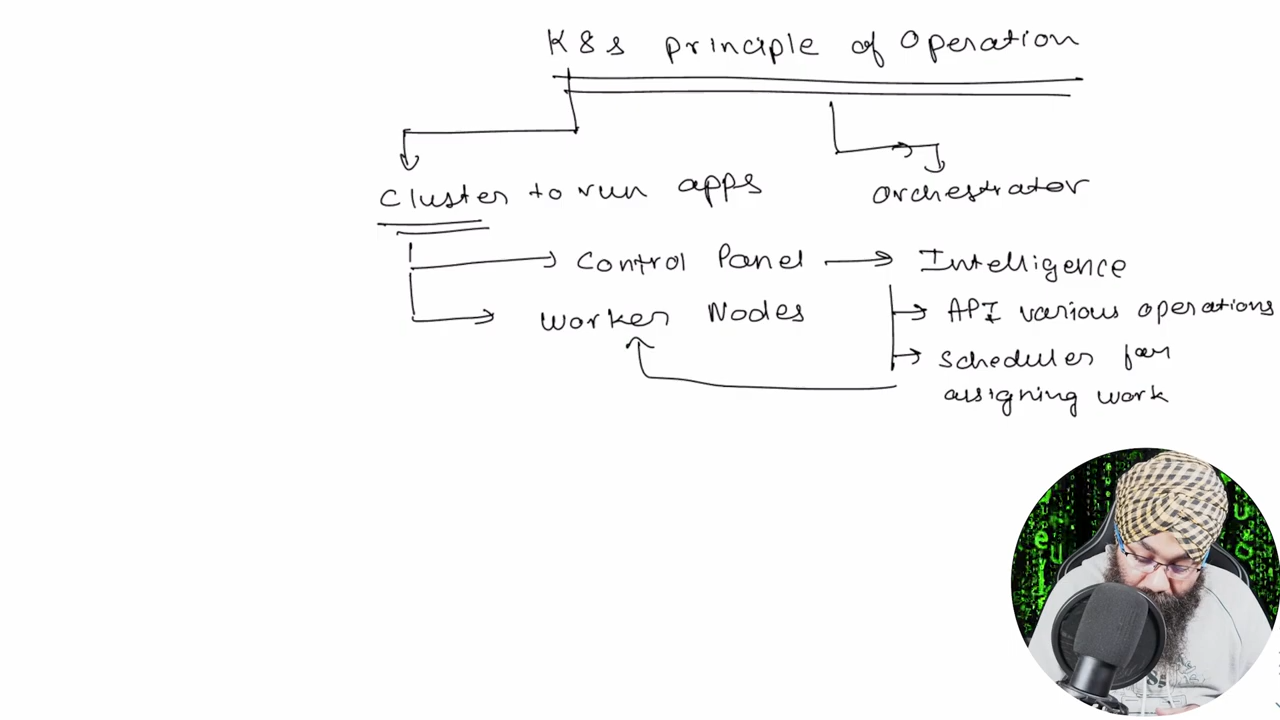 K8s principle of Operation
Cluster to run apps
Orchestrator
Control Panel
Intelligence
Worker Nodes
API various operations
Scheduler for
assigning work